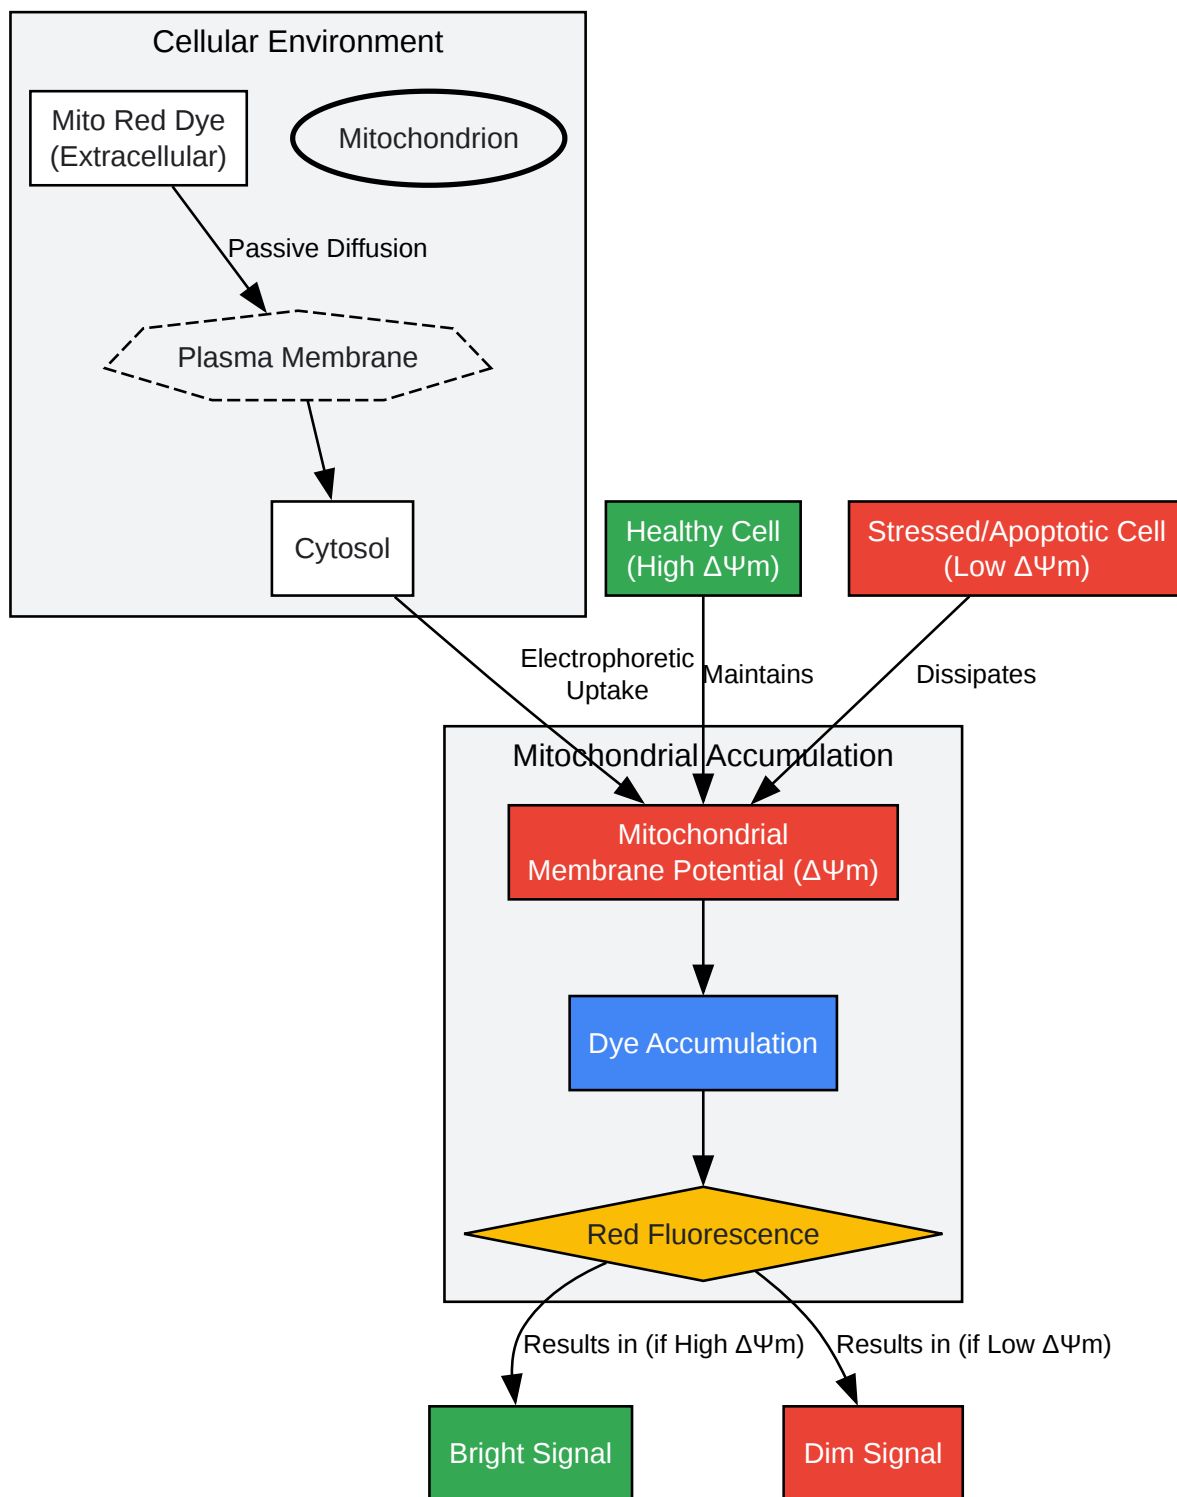 Cellular Environment
Mito Red Dye
(Extracellular)
Mitochondrion
Passive Diffusion
Plasma Membrane
Cytosol
Healthy Cell
(High ΔΨm)
Stressed/Apoptotic Cell
(Low ΔΨm)
Electrophoretic
Uptake
Maintains
Dissipates
Mitochondrial Accumulation
Mitochondrial
Membrane Potential (ΔΨm)
Dye Accumulation
Red Fluorescence
Results in (if High ΔΨm)
Results in (if Low ΔΨm)
Bright Signal
Dim Signal